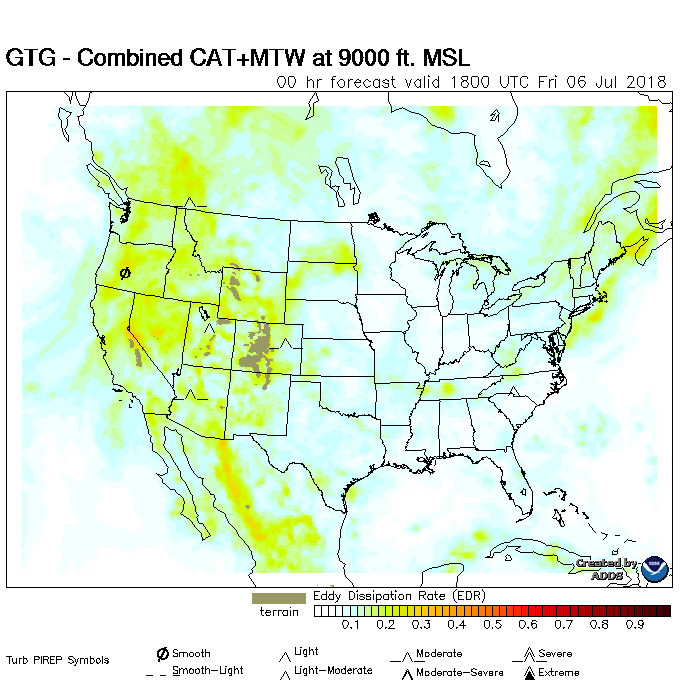 GTG - Combined CAT+MTW at 9000 ft. MSL
00 hr forecast valid 1800 UTC Fri 06 Jul 2018
Created by
ADDS
Eddy Dissipation Rate (EDR)
terrain
0.1 0.2 0.3 0.4 0.5 0.6 0.7 0.8 0.9
Turb PIREP Symbols
Smooth Light Moderate Severe
Smooth-Light Light-Moderate Moderate-Severe Extreme